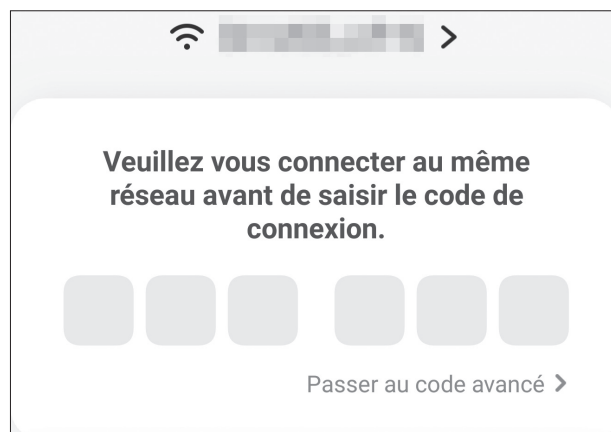 Veuillez vous connecter au même
réseau avant de saisir le code de
connexion.
Passer au code avancé >